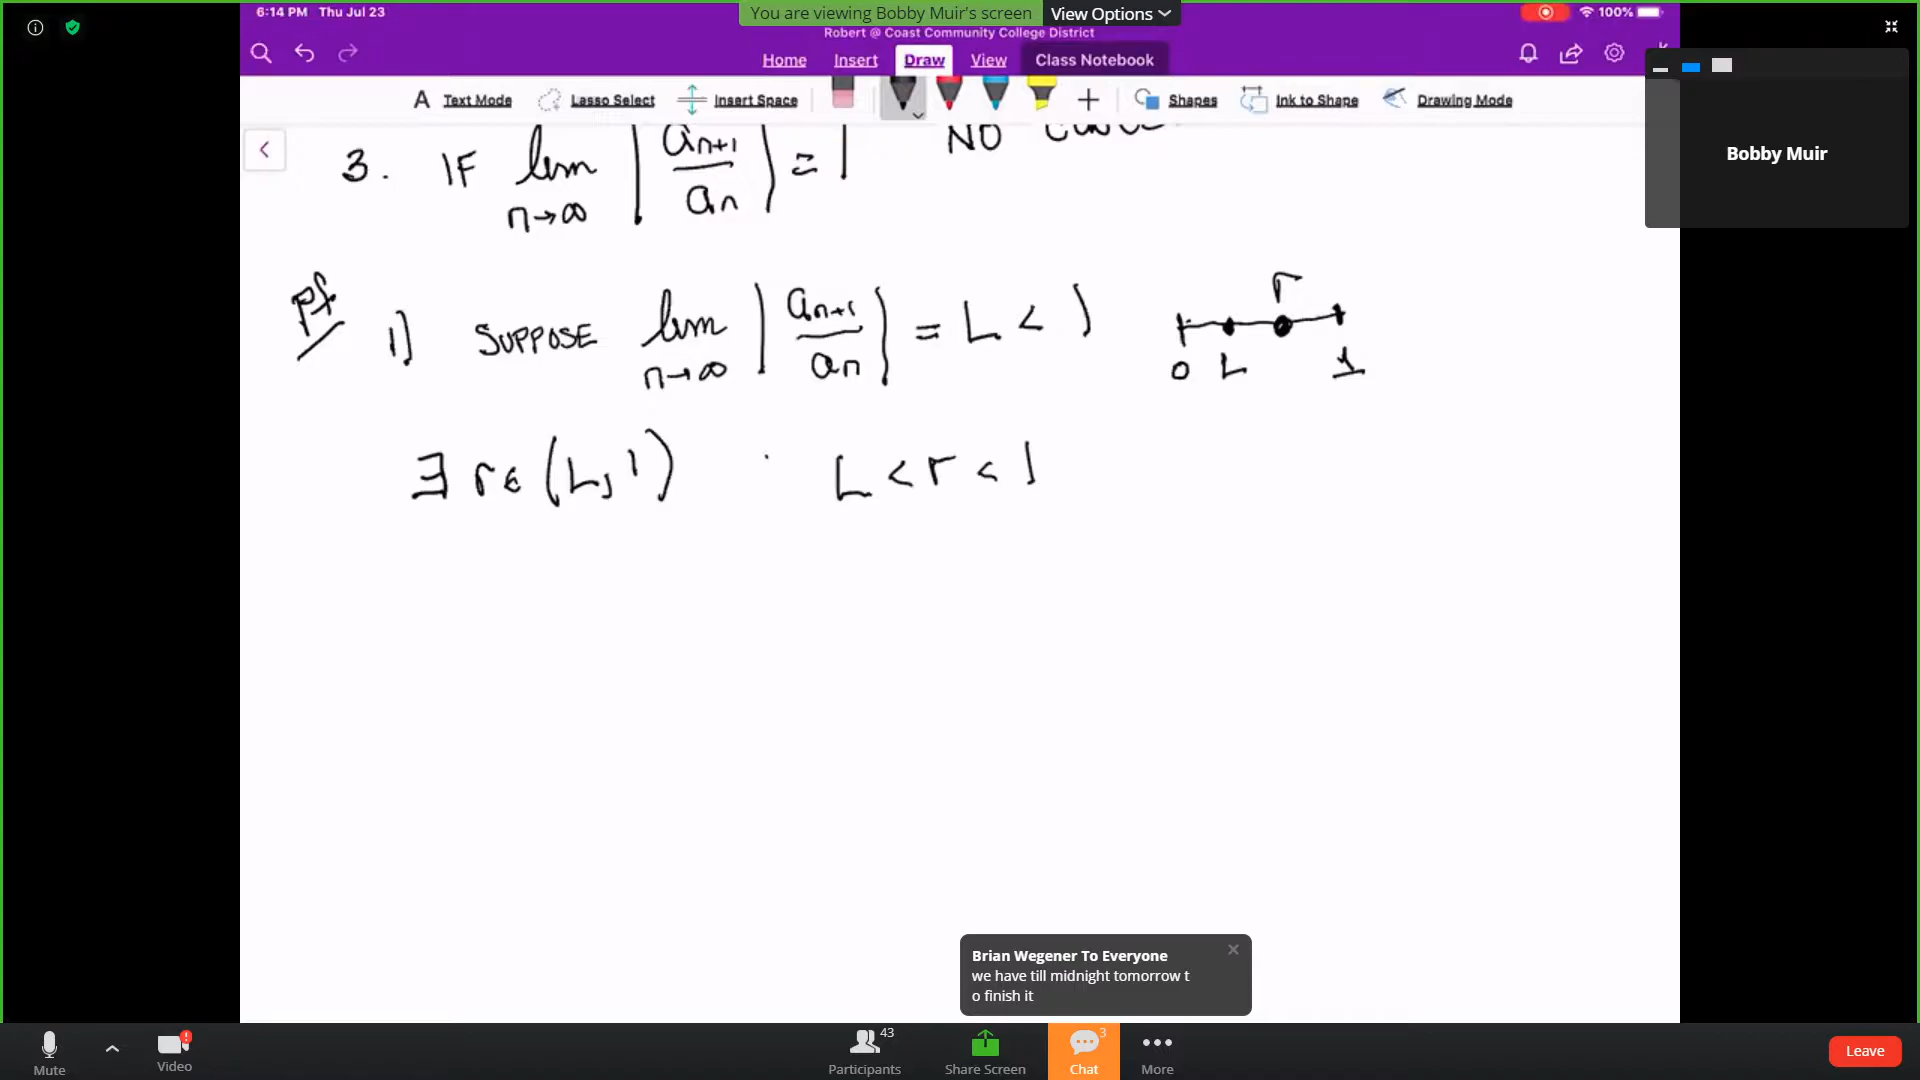 6:14 PM Thu Jul 23
You are viewing Bobby Muir's screen View Options
100%
Robert @ Coast Community College District
Home Insert Draw View Class Notebook
A Text Mode Lasso Select Insert Space Shapes Ink to Shape Drawing Mode
Bobby Muir
3. IF lim n→∞ | a_{n+1} / a_n | = 1 NO
Pf
1) SUPPOSE lim n→∞ | a_{n+1} / a_n | = L < 1
r
0 L 1
∃ r ∈ (L, 1) L < r < 1
Brian Wegener To Everyone
we have till midnight tomorrow t
o finish it
Mute
Video
43
Participants
Share Screen
3
Chat
More
Leave